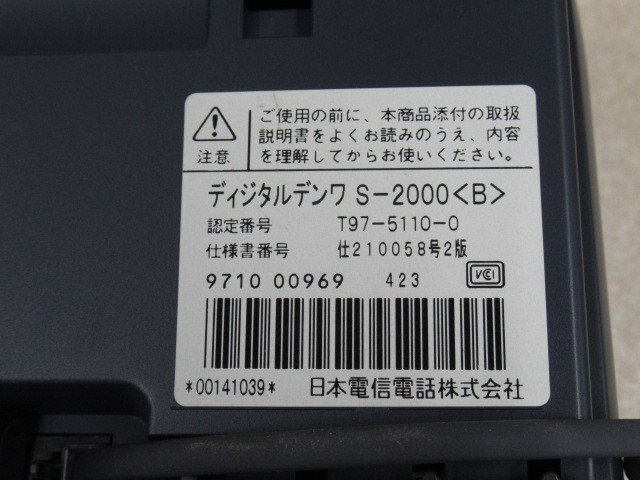 ご使用の前に、本商品添付の取扱
説明書をよくお読みのうえ、内容
を理解してからお使いください。
注意
ディジタルデンワ S-2000<B>
認定番号 T97-5110-0
仕様書番号 仕210058号2版
9710 00969 423 VCI
*00141039* 日本電信電話株式会社